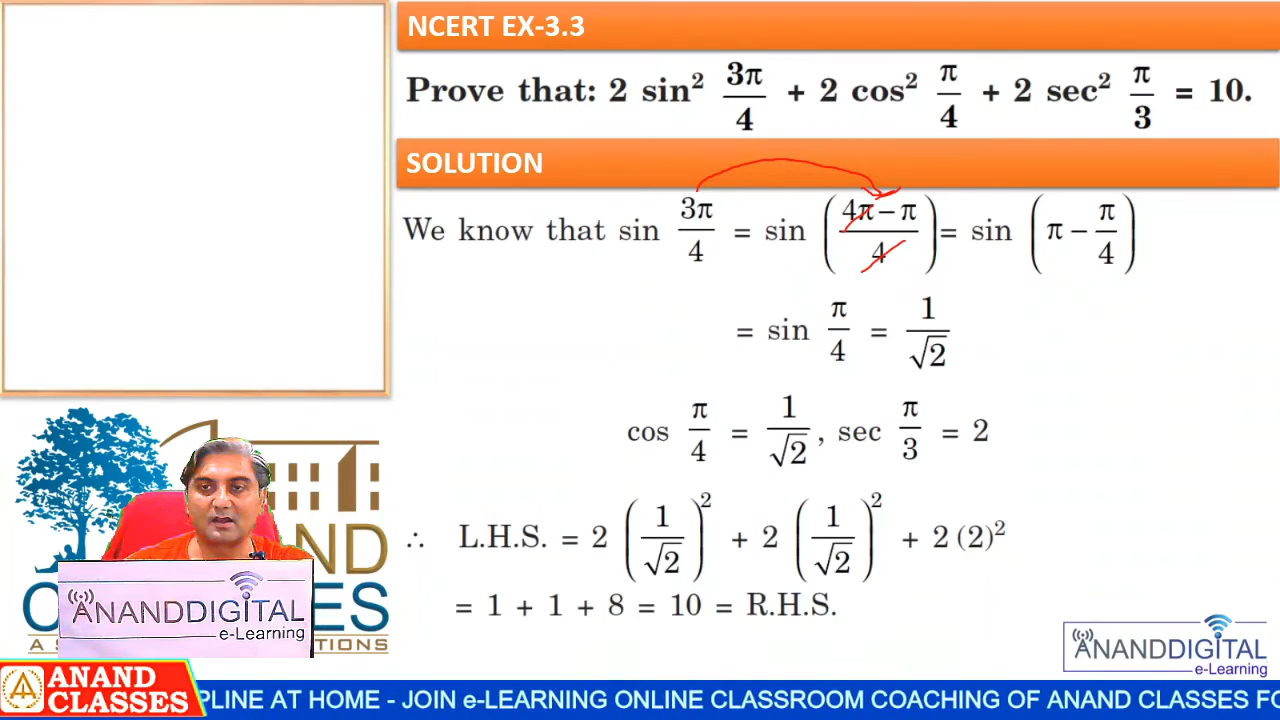 NCERT EX-3.3
Prove that: 2 sin² 3π/4 + 2 cos² π/4 + 2 sec² π/3 = 10.
SOLUTION
We know that sin 3π/4 = sin ((4π − π)/4) = sin (π − π/4)
= sin π/4 = 1/√2
cos π/4 = 1/√2, sec π/3 = 2
∴ L.H.S. = 2 (1/√2)² + 2 (1/√2)² + 2 (2)²
= 1 + 1 + 8 = 10 = R.H.S.
ANANDDIGITAL
e-Learning
ANANDDIGITAL
e-Learning
ANAND
CLASSES
PLINE AT HOME - JOIN e-LEARNING ONLINE CLASSROOM COACHING OF ANAND CLASSES FO